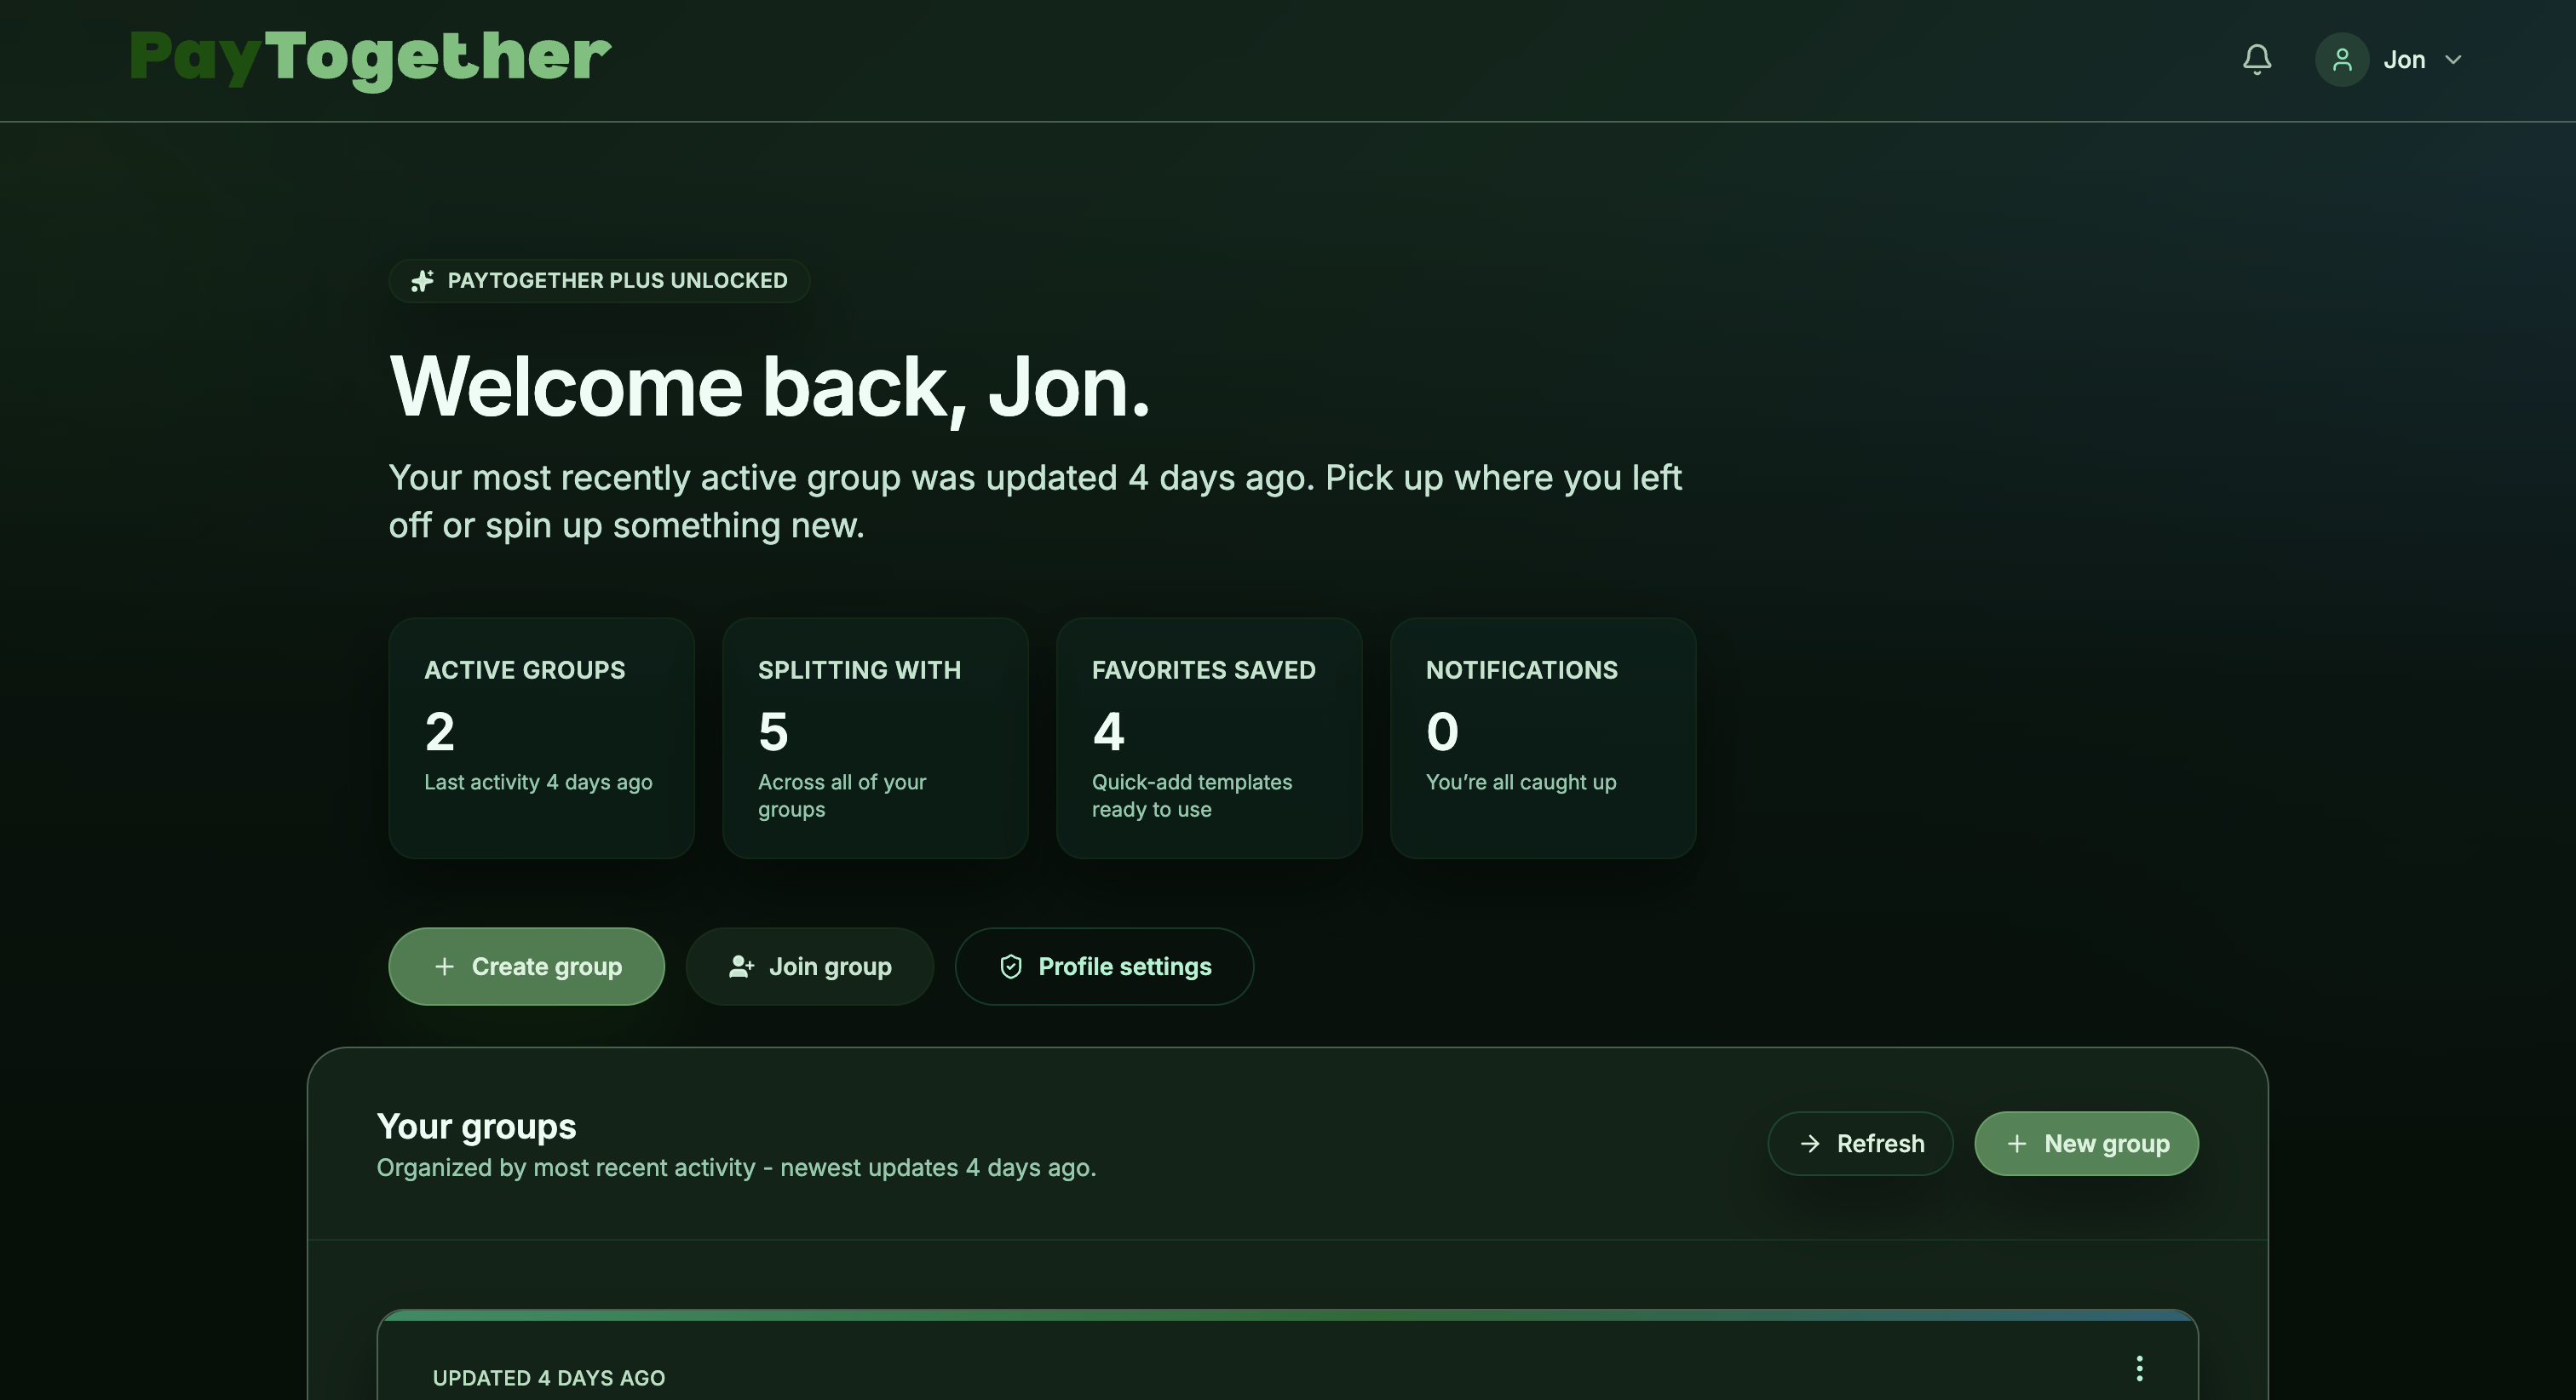 PayTogether
Jon
PAYTOGETHER PLUS UNLOCKED
Welcome back, Jon.
Your most recently active group was updated 4 days ago. Pick up where you left
off or spin up something new.
ACTIVE GROUPS
2
Last activity 4 days ago
SPLITTING WITH
5
Across all of your
groups
FAVORITES SAVED
4
Quick-add templates
ready to use
NOTIFICATIONS
0
You’re all caught up
Create group
Join group
Profile settings
Your groups
Organized by most recent activity - newest updates 4 days ago.
Refresh
New group
UPDATED 4 DAYS AGO